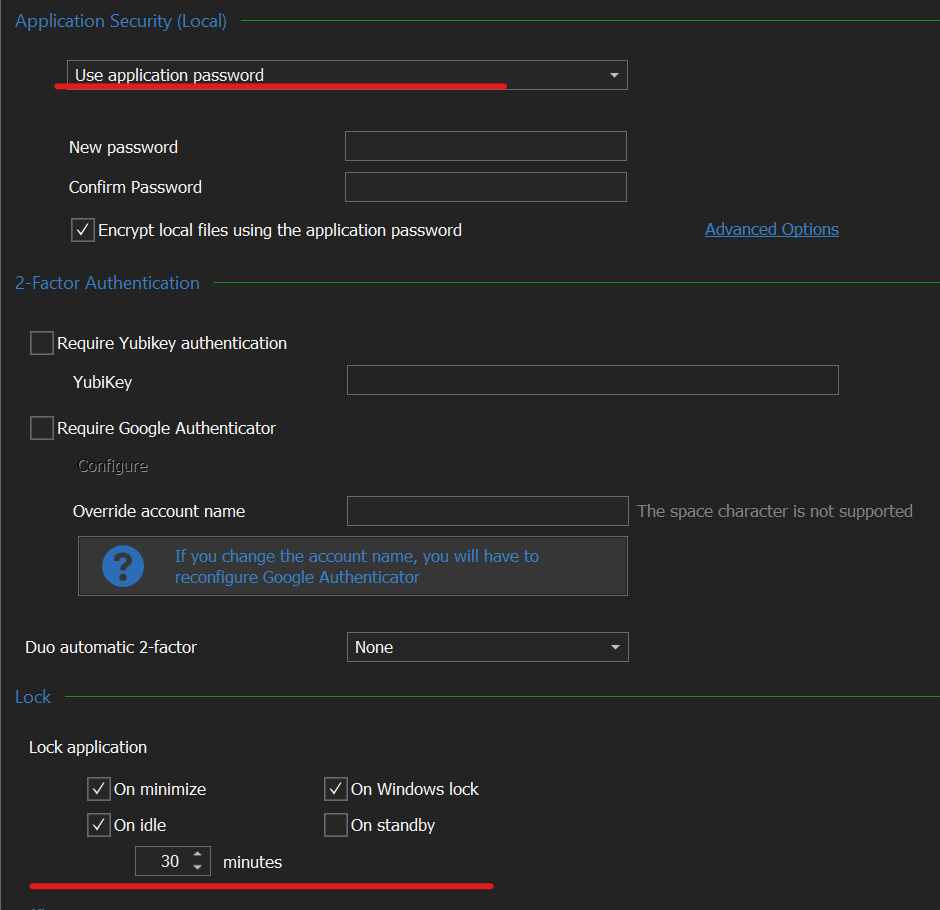 Application Security (Local)
Use application password
New password
Confirm Password
Encrypt local files using the application password Advanced Options
2-Factor Authentication
Require Yubikey authentication
YubiKey
Require Google Authenticator
Configure
Override account name The space character is not supported
If you change the account name, you will have to
reconfigure Google Authenticator
Duo automatic 2-factor None
Lock
Lock application
On minimize On Windows lock
On idle On standby
30 minutes